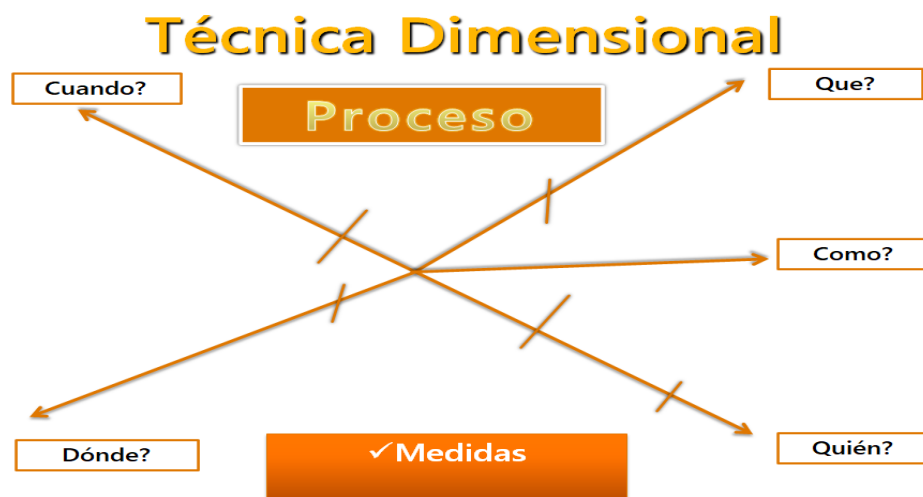 Técnica Dimensional
Cuando?
Proceso
Que?
Como?
Dónde?
✓Medidas
Quién?